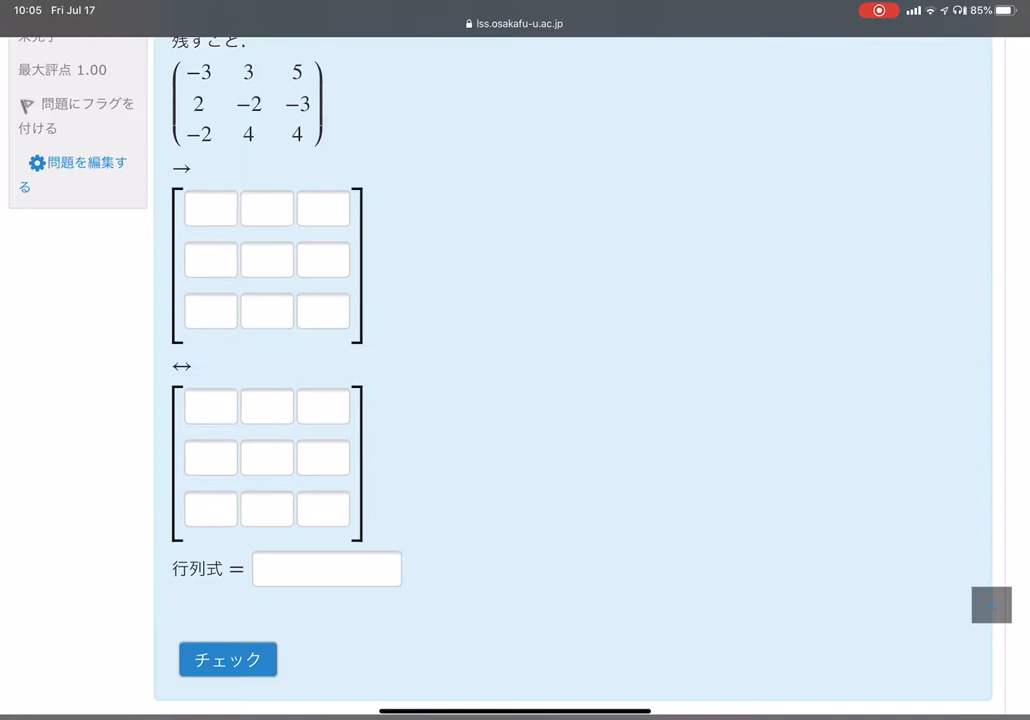 10:05 Fri Jul 17
85%
lss.osakafu-u.ac.jp
残すこと.
最大評点 1.00
問題にフラグを
付ける
問題を編集す
る
−3 3 5
2 −2 −3
−2 4 4
→
↔
行列式 =
チェック